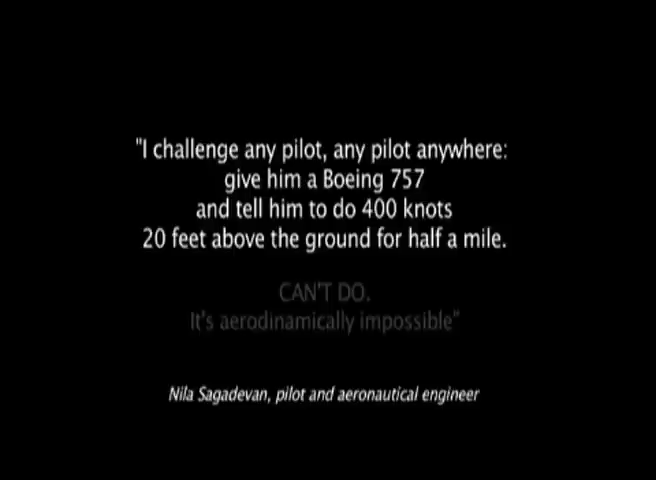 "I challenge any pilot, any pilot anywhere:
give him a Boeing 757
and tell him to do 400 knots
20 feet above the ground for half a mile.
CAN'T DO.
It's aerodinamically impossible"
Nila Sagadevan, pilot and aeronautical engineer